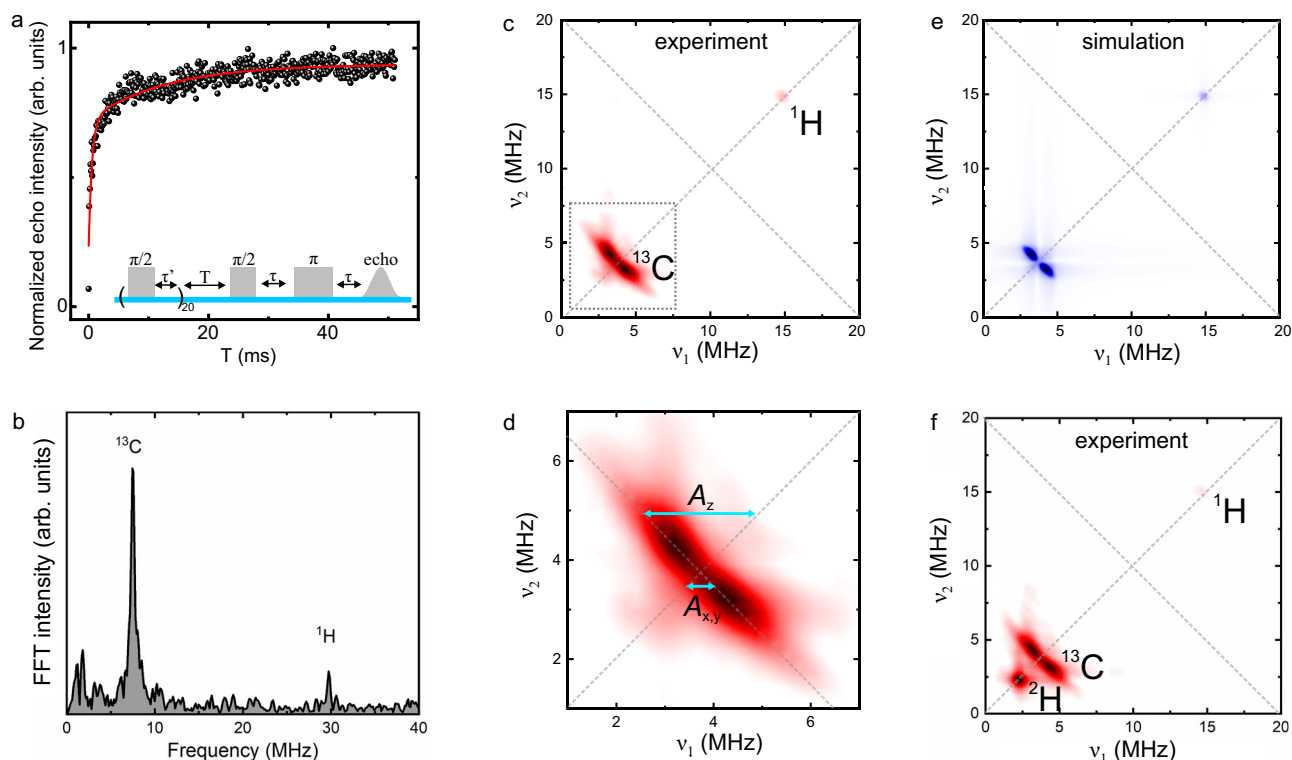 a
Normalized echo intensity (arb. units)
1
0
0
20
40
T (ms)
( π/2 τ' )20 T π/2 τ π τ echo
b
FFT intensity (arb. units)
¹³C
¹H
0
10
20
30
40
Frequency (MHz)
c
experiment
ν₂ (MHz)
20
15
10
5
0
¹H
¹³C
0
5
10
15
20
ν₁ (MHz)
d
ν₂ (MHz)
6
4
2
A_z
A_x,y
2
4
6
ν₁ (MHz)
e
simulation
ν₂ (MHz)
20
15
10
5
0
0
5
10
15
20
ν₁ (MHz)
f
experiment
ν₂ (MHz)
20
15
10
5
0
¹H
¹³C
²H
0
5
10
15
20
ν₁ (MHz)